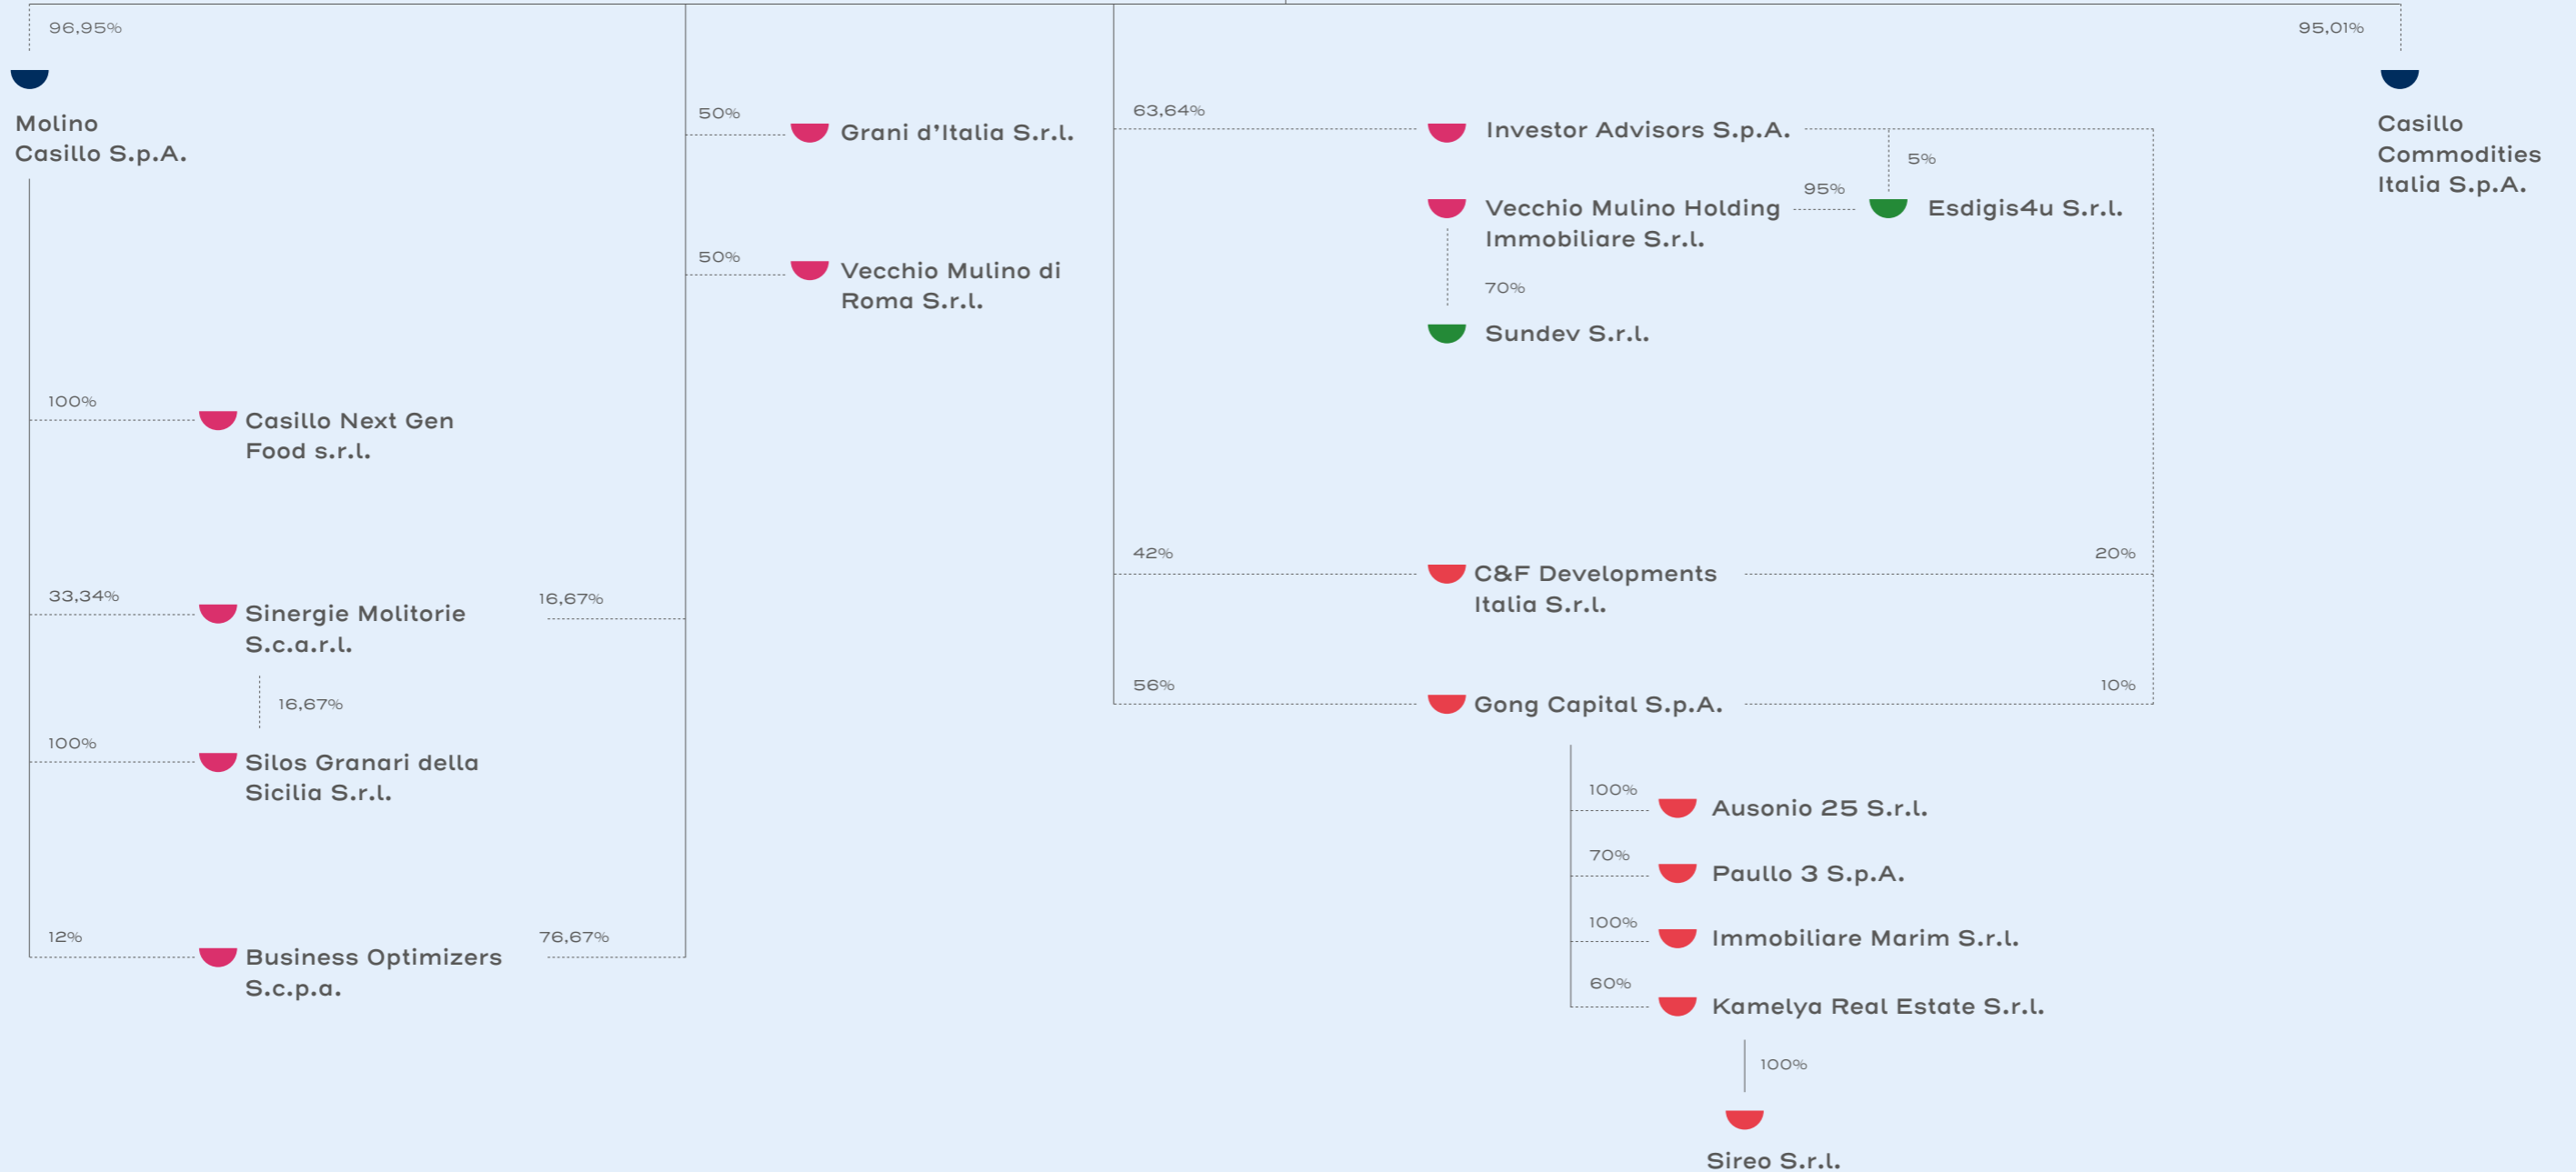 96,95%
95,01%
Molino
Casillo S.p.A.
50%
Grani d’Italia S.r.l.
63,64%
Investor Advisors S.p.A.
5%
Casillo
Commodities
Italia S.p.A.
95%
Vecchio Mulino Holding
Immobiliare S.r.l.
Esdigis4u S.r.l.
50%
Vecchio Mulino di
Roma S.r.l.
70%
Sundev S.r.l.
100%
Casillo Next Gen
Food s.r.l.
42%
C&F Developments
Italia S.r.l.
20%
33,34%
Sinergie Molitorie
S.c.a.r.l.
16,67%
16,67%
56%
Gong Capital S.p.A.
10%
100%
Silos Granari della
Sicilia S.r.l.
100%
Ausonio 25 S.r.l.
70%
Paullo 3 S.p.A.
12%
Business Optimizers
S.c.p.a.
76,67%
100%
Immobiliare Marim S.r.l.
60%
Kamelya Real Estate S.r.l.
100%
Sireo S.r.l.